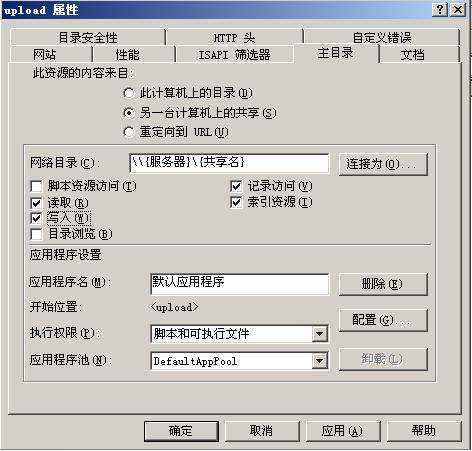 upload 属性
目录安全性 HTTP 头 自定义错误
网站 性能 ISAPI 筛选器 主目录 文档
此资源的内容来自:
此计算机上的目录(D)
另一台计算机上的共享(S)
重定向到 URL(U)
网络目录(C): \\{服务器}\{共享名} 连接为(O)...
脚本资源访问(T) 记录访问(V)
读取(R) 索引资源(I)
写入(W)
目录浏览(B)
应用程序设置
应用程序名(M): 默认应用程序 删除(E)
开始位置: <upload>
配置(G)...
执行权限(P): 脚本和可执行文件
应用程序池(N): DefaultAppPool 卸载(L)
确定 取消 应用(A) 帮助